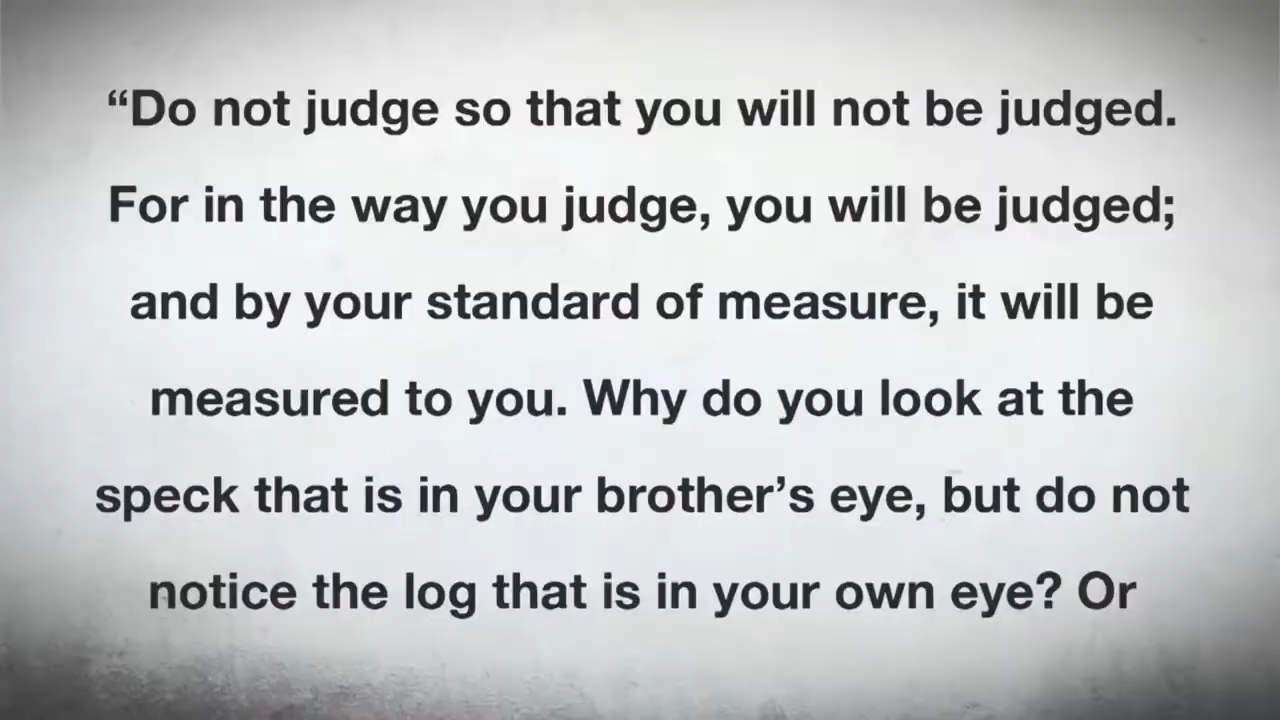 “Do not judge so that you will not be judged.
For in the way you judge, you will be judged;
and by your standard of measure, it will be
measured to you. Why do you look at the
speck that is in your brother’s eye, but do not
notice the log that is in your own eye? Or